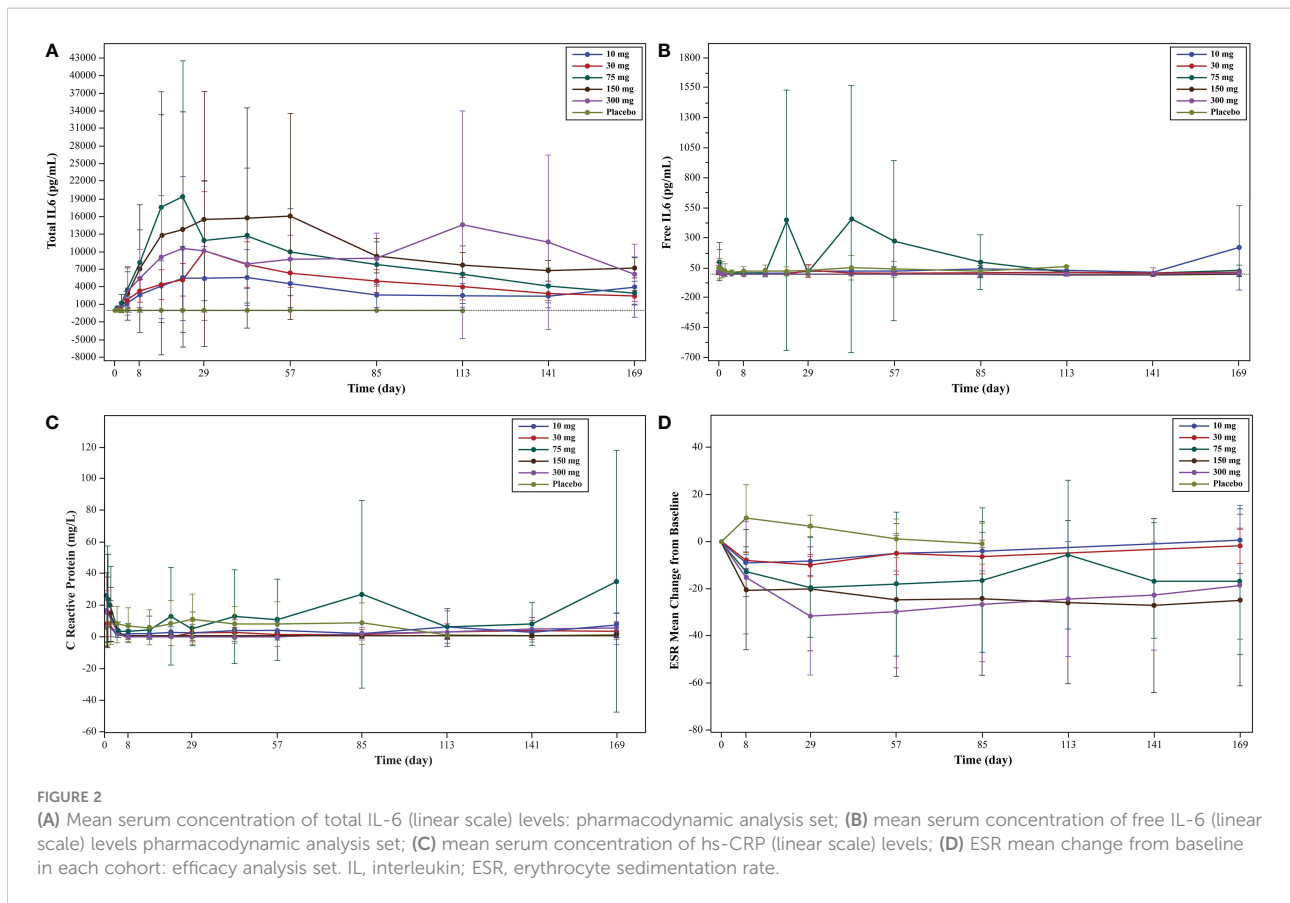 A
43000
40000
37000
34000
31000
28000
25000
22000
19000
16000
13000
10000
7000
4000
1000
-2000
-5000
-8000
Total IL6 (pg/mL)
0 8 29 57 85 113 141 169
Time (day)
10 mg
30 mg
75 mg
150 mg
300 mg
Placebo
B
1800
1550
1300
1050
800
550
300
50
-200
-450
-700
Free IL6 (pg/mL)
0 8 29 57 85 113 141 169
Time (day)
10 mg
30 mg
75 mg
150 mg
300 mg
Placebo
C
120
100
80
60
40
20
0
-20
-40
-60
C Reactive Protein (mg/L)
0 8 29 57 85 113 141 169
Time (day)
10 mg
30 mg
75 mg
150 mg
300 mg
Placebo
D
40
20
0
-20
-40
-60
-80
ESR Mean Change from Baseline
0 8 29 57 85 113 141 169
Time (day)
10 mg
30 mg
75 mg
150 mg
300 mg
Placebo
FIGURE 2
(A) Mean serum concentration of total IL-6 (linear scale) levels: pharmacodynamic analysis set; (B) mean serum concentration of free IL-6 (linear
scale) levels pharmacodynamic analysis set; (C) mean serum concentration of hs-CRP (linear scale) levels; (D) ESR mean change from baseline
in each cohort: efficacy analysis set. IL, interleukin; ESR, erythrocyte sedimentation rate.